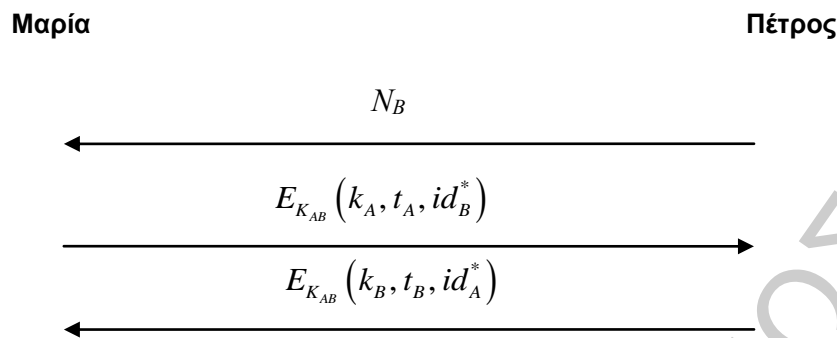 Μαρία Πέτρος
N_B
E_{K_{AB}}(k_A, t_A, id_B^*)
E_{K_{AB}}(k_B, t_B, id_A^*)